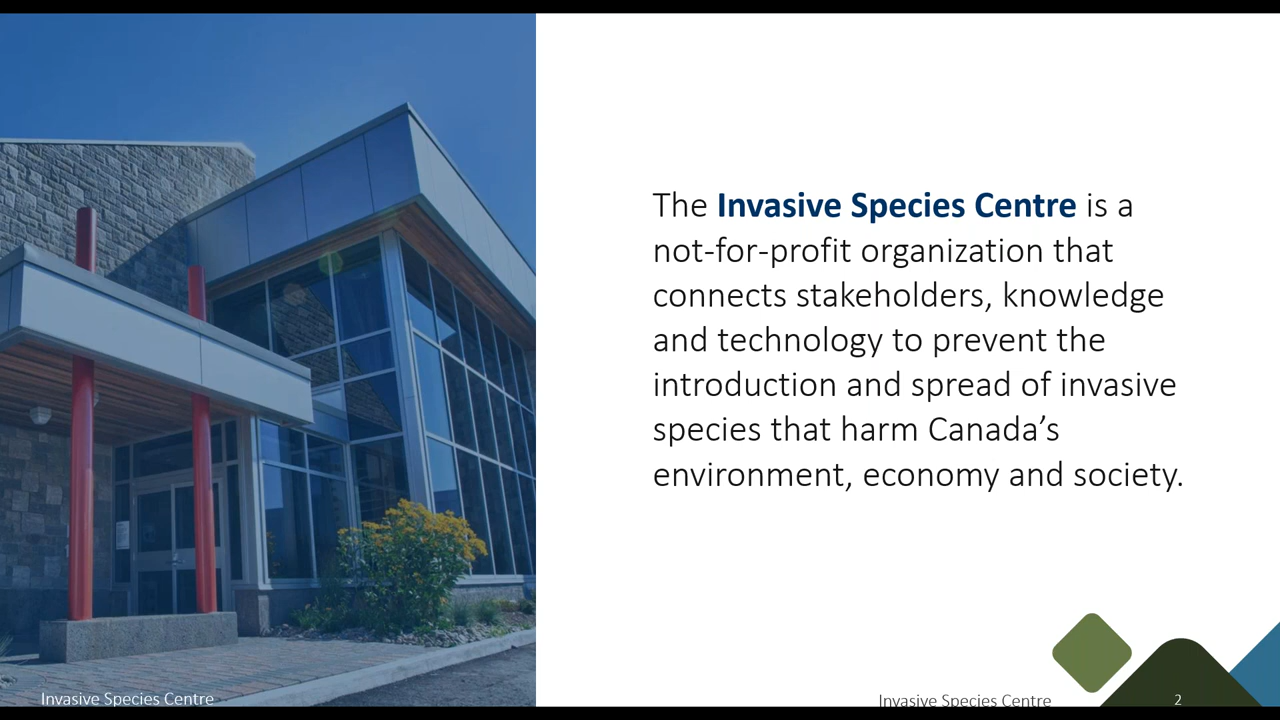 The Invasive Species Centre is a
not-for-profit organization that
connects stakeholders, knowledge
and technology to prevent the
introduction and spread of invasive
species that harm Canada’s
environment, economy and society.
Invasive Species Centre
Invasive Species Centre
2